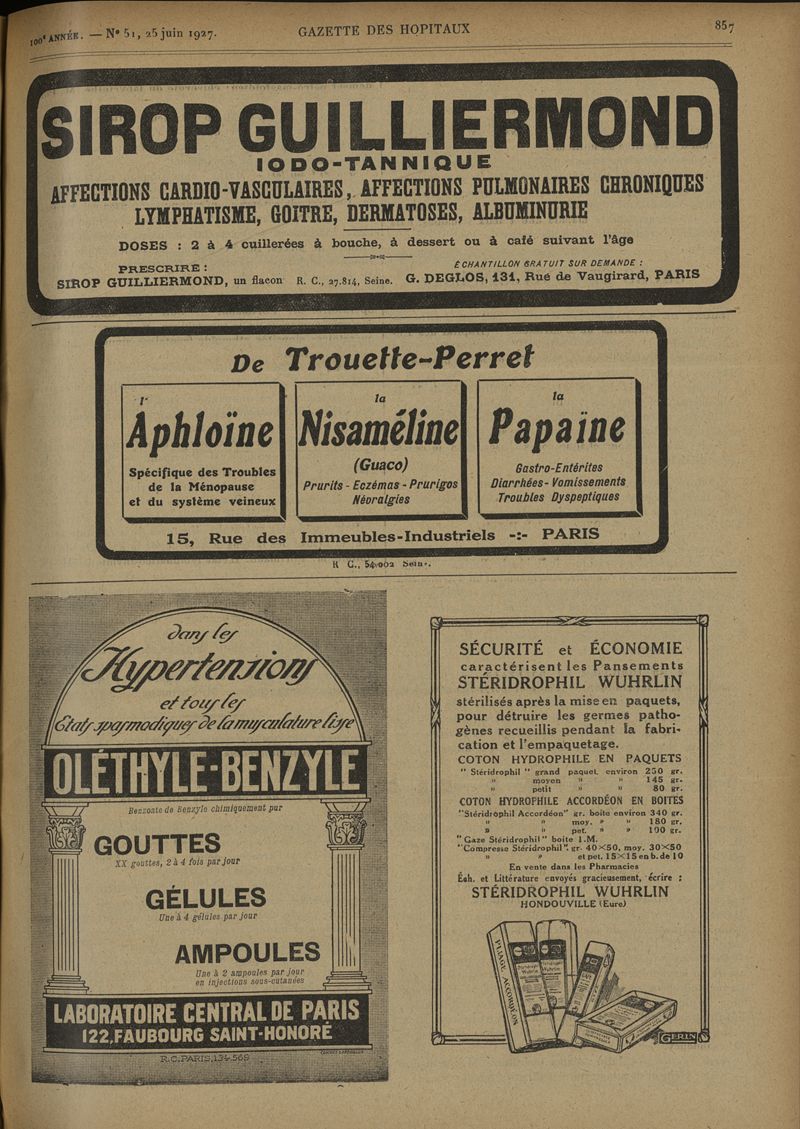 100e ANNÉE. — No 51, 25 juin 1927. GAZETTE DES HOPITAUX 857
SIROP GUILLIERMOND
IODO-TANNIQUE
AFFECTIONS CARDIO-VASCULAIRES, AFFECTIONS PULMONAIRES CHRONIQUES
LYMPHATISME, GOITRE, DERMATOSES, ALBUMINURIE
DOSES : 2 à 4 cuillerées à bouche, à dessert ou à café suivant l'âge
PRESCRIRE :
SIROP GUILLIERMOND, un flacon R. C., 27.814, Seine.
ÉCHANTILLON GRATUIT SUR DEMANDE :
G. DEGLOS, 131, Rue de Vaugirard, PARIS
De Trouette-Perret
l'
Aphloïne
Spécifique des Troubles
de la Ménopause
et du système veineux
la
Nisaméline
(Guaco)
Prurits - Eczémas - Prurigos
Névralgies
la
Papaïne
Gastro-Entérites
Diarrhées - Vomissements
Troubles Dyspeptiques
15, Rue des Immeubles-Industriels -:- PARIS
R. C., 54.002 Seine.
dans les
Hypertensions
et tous les
États spasmodiques de la musculature lisse
OLÉTHYLE-BENZYLE
Benzoate de Benzyle chimiquement pur
GOUTTES
XX gouttes, 2 à 4 fois par jour
GÉLULES
Une à 4 gélules par jour
AMPOULES
Une à 2 ampoules par jour
en injections sous-cutanées
LABORATOIRE CENTRAL DE PARIS
122, FAUBOURG SAINT-HONORÉ
R.C. PARIS, 134.569
SÉCURITÉ et ÉCONOMIE
caractérisent les Pansements
STÉRIDROPHIL WUHRLIN
stérilisés après la mise en paquets,
pour détruire les germes patho-
gènes recueillis pendant la fabri-
cation et l'empaquetage.
COTON HYDROPHILE EN PAQUETS
"Stéridrophil" grand paquet environ 250 gr.
" moyen " " 145 gr.
" petit " " 80 gr.
COTON HYDROPHILE ACCORDÉON EN BOITES
"Stéridrophil Accordéon" gr. boîte environ 340 gr.
" " moy. " " 180 gr.
" " pet. " " 100 gr.
"Gaze Stéridrophil" boîte 1.M.
"Compresse Stéridrophil" gr. 40×50, moy. 30×50
" " et pet. 15×15 en b. de 10
En vente dans les Pharmacies
Éch. et Littérature envoyés gracieusement, écrire :
STÉRIDROPHIL WUHRLIN
HONDOUVILLE (Eure)
ACCORDÉON
GERIN